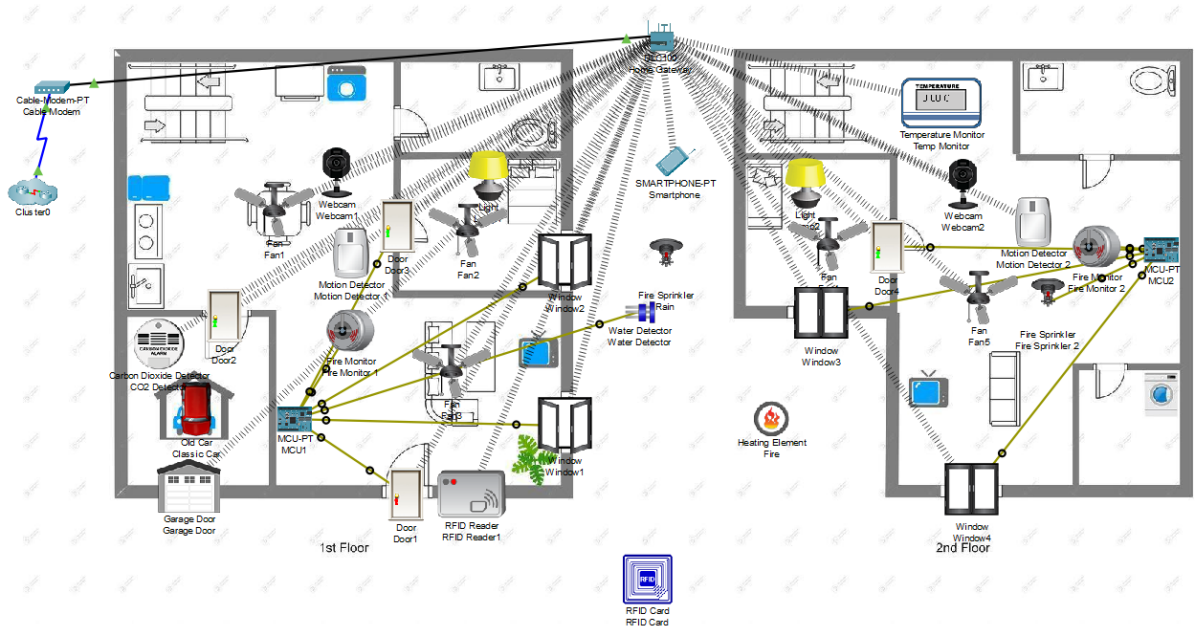 Home Gateway
Cable-Modem-PT
Cable Modem
Cluster0
TEMPERATURE
Temperature Monitor
Temp Monitor
SMARTPHONE-PT
Smartphone
Webcam
Webcam1
Light
Fan
Fan1
Fan
Fan2
Door
Door3
Motion Detector
Motion Detector
Window
Window2
Fire Sprinkler
Rain
Water Detector
Water Detector
Door
Door2
Fire Monitor
Fire Monitor 1
CARBON DIOXIDE
ALARM
Carbon Dioxide Detector
CO2 Detector
Old Car
Classic Car
Fan
Fan3
MCU-PT
MCU1
Window
Window1
Garage Door
Garage Door
Door
Door1
RFID Reader
RFID Reader1
1st Floor
Webcam
Webcam2
Light
Fan
Door
Door4
Motion Detector
Motion Detector 2
Fire Monitor
Fire Monitor 2
MCU-PT
MCU2
Fan
Fan5
Fire Sprinkler
Fire Sprinkler 2
Window
Window3
Heating Element
Fire
Window
Window4
2nd Floor
RFID
RFID Card
RFID Card